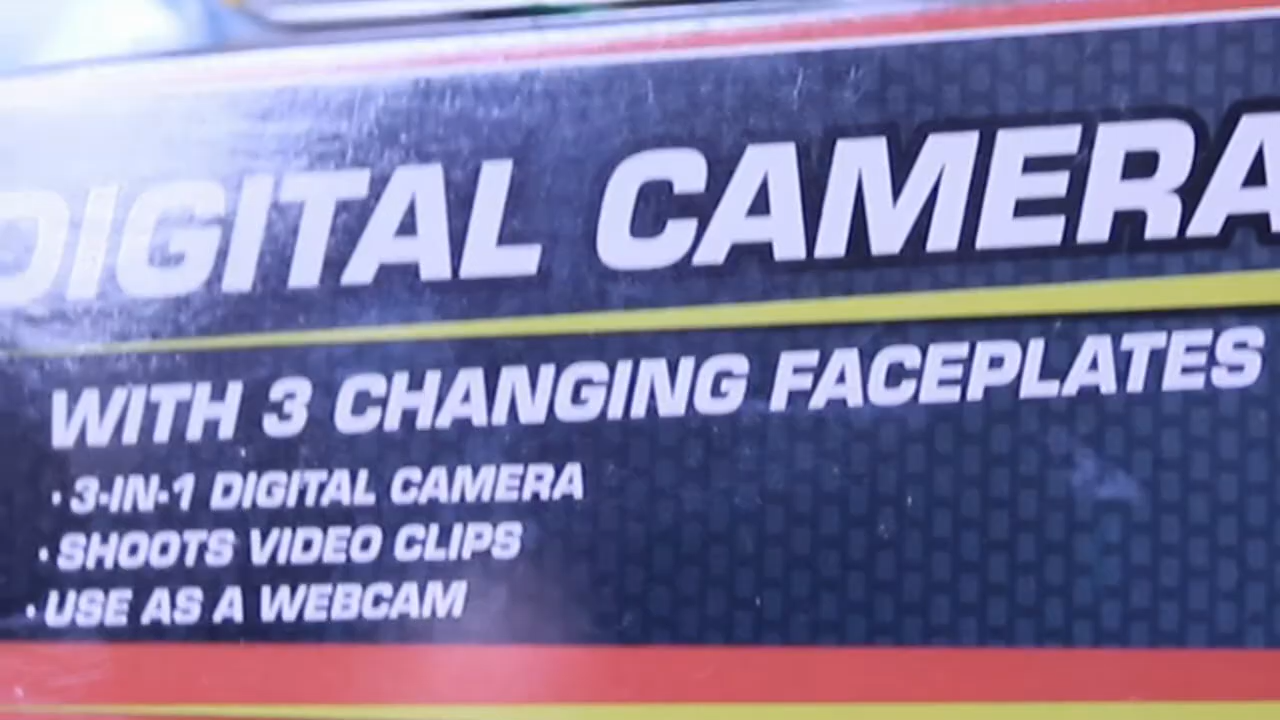 DIGITAL CAMERA
WITH 3 CHANGING FACEPLATES
· 3-IN-1 DIGITAL CAMERA
· SHOOTS VIDEO CLIPS
· USE AS A WEBCAM